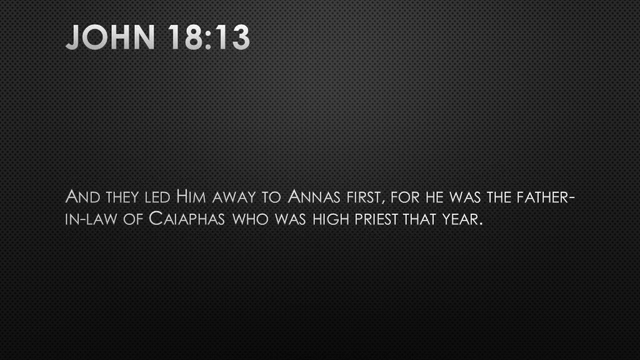 JOHN 18:13
And they led Him away to Annas first, for he was the father-
in-law of Caiaphas who was high priest that year.